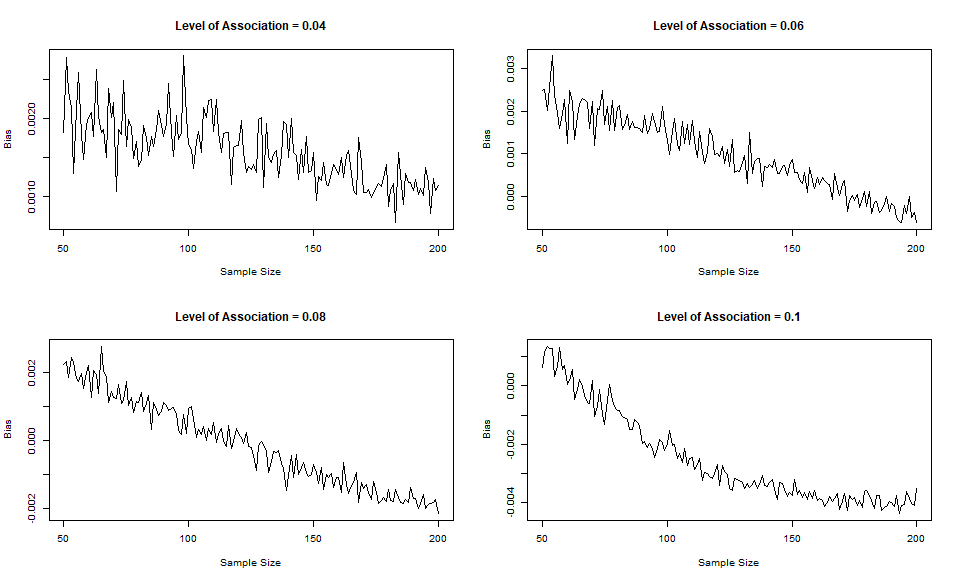 Level of Association = 0.04
Bias
0.0020
0.0010
50 100 150 200
Sample Size
Level of Association = 0.06
Bias
0.003
0.002
0.001
0.000
50 100 150 200
Sample Size
Level of Association = 0.08
Bias
0.002
0.000
-0.002
50 100 150 200
Sample Size
Level of Association = 0.1
Bias
0.000
-0.002
-0.004
50 100 150 200
Sample Size